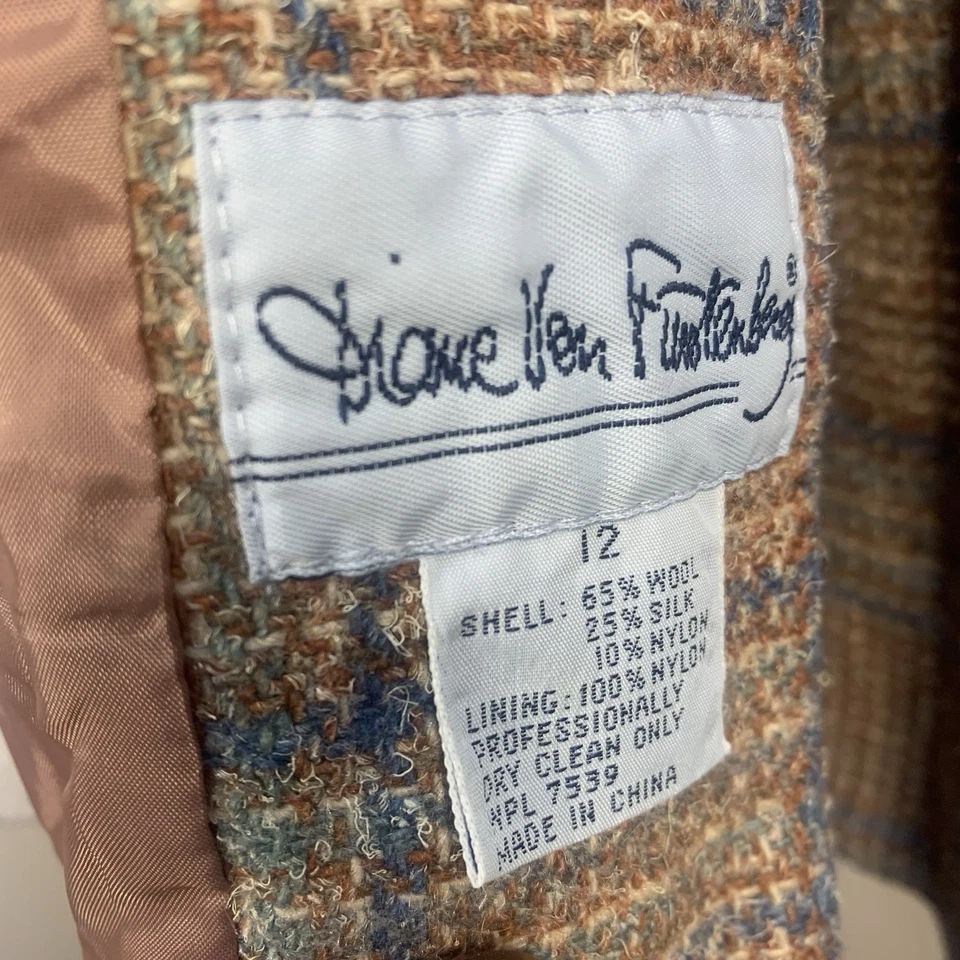 Diane Von Furstenberg®
12
SHELL: 65% WOOL
25% SILK
10% NYLON
LINING: 100% NYLON
PROFESSIONALLY
DRY CLEAN ONLY
WPL 7539
MADE IN CHINA